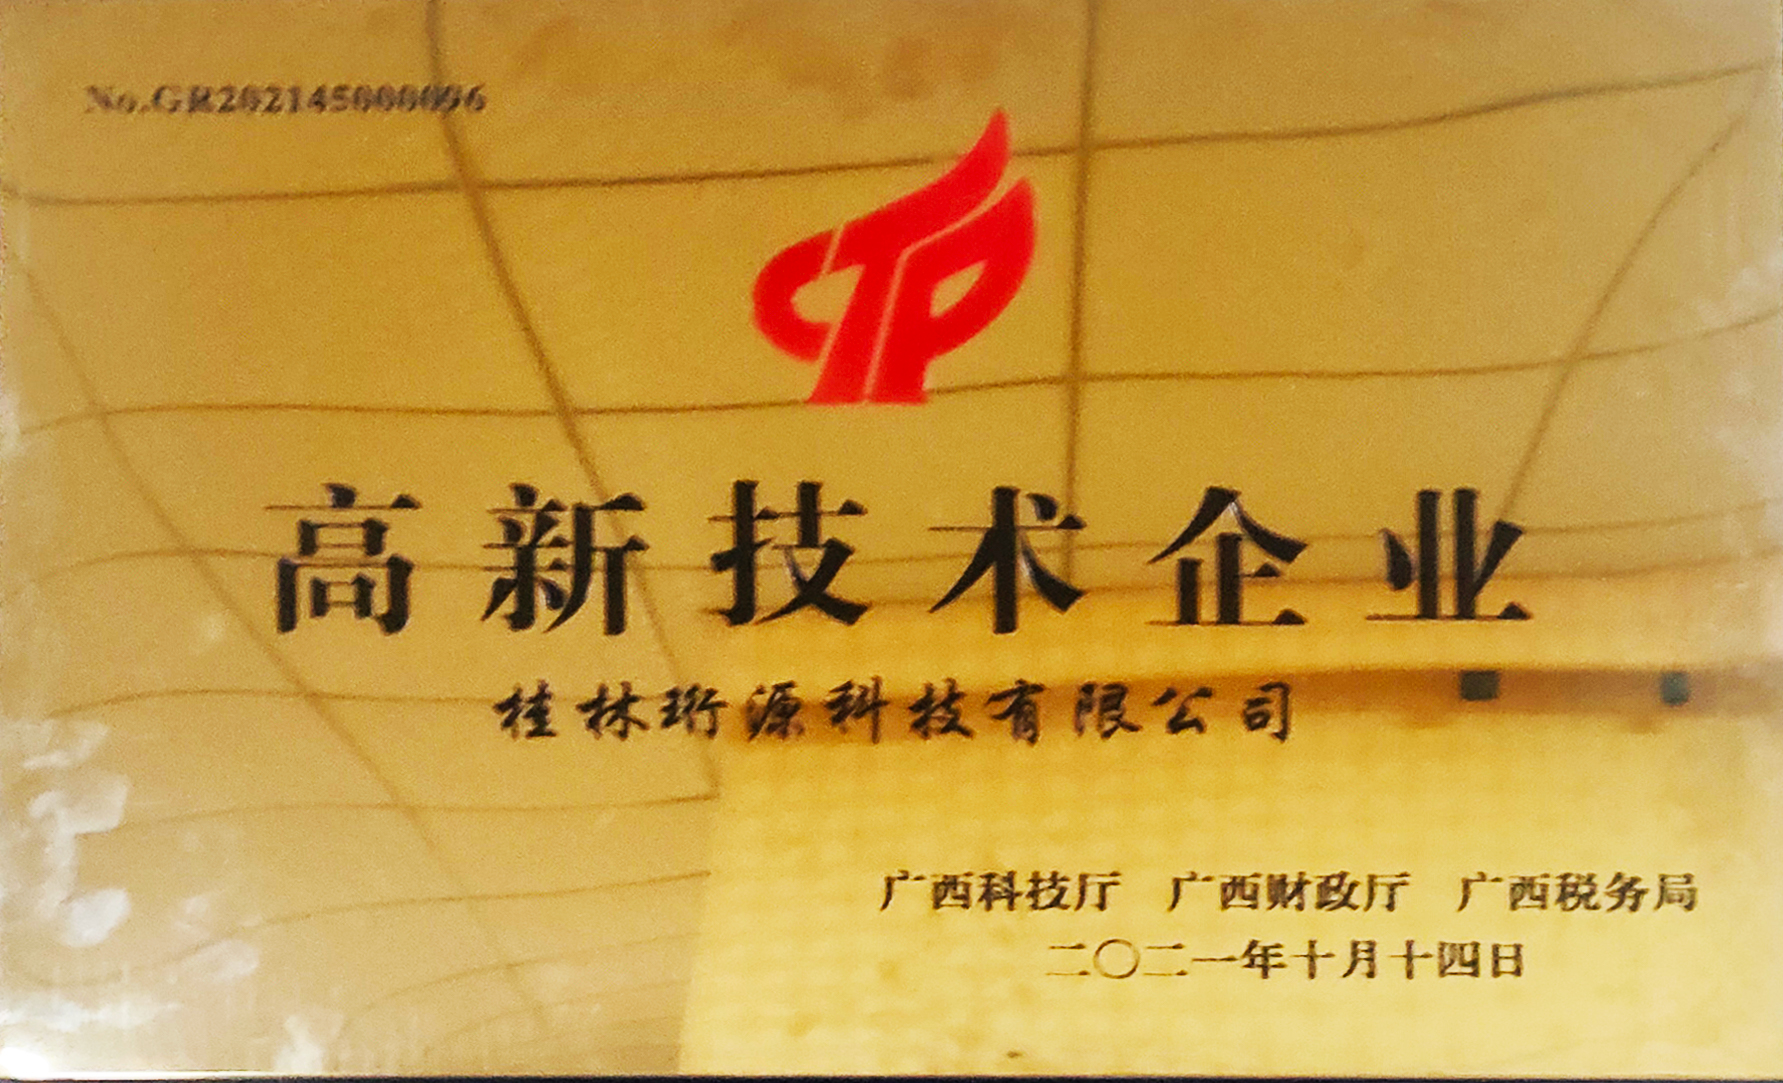 No.GR202145000096
高新技术企业
桂林珩源科技有限公司
广西科技厅 广西财政厅 广西税务局
二〇二一年十月十四日